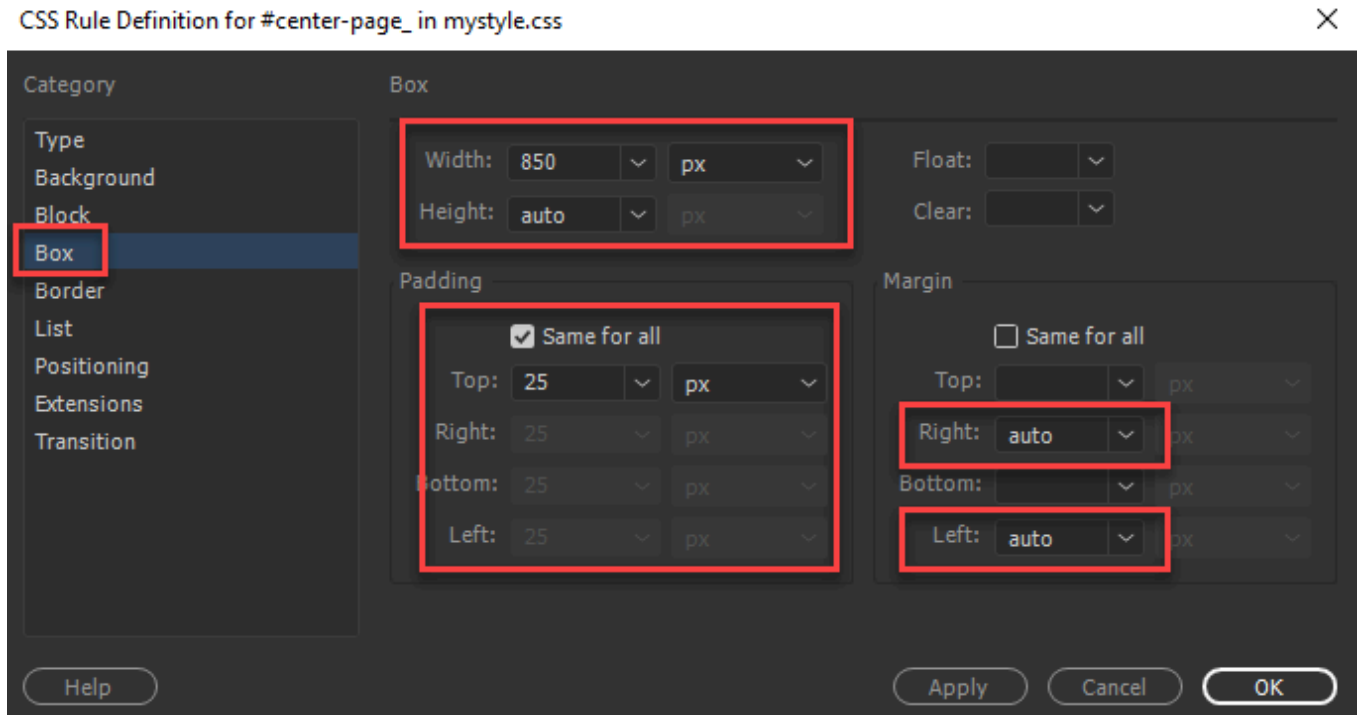 CSS Rule Definition for #center-page_ in mystyle.css
Category
Type
Background
Block
Box
Border
List
Positioning
Extensions
Transition
Box
Width: 850 px
Height: auto px
Float:
Clear:
Padding
Same for all
Top: 25 px
Right: 25 px
Bottom: 25 px
Left: 25 px
Margin
Same for all
Top: px
Right: auto px
Bottom: px
Left: auto px
Help
Apply
Cancel
OK